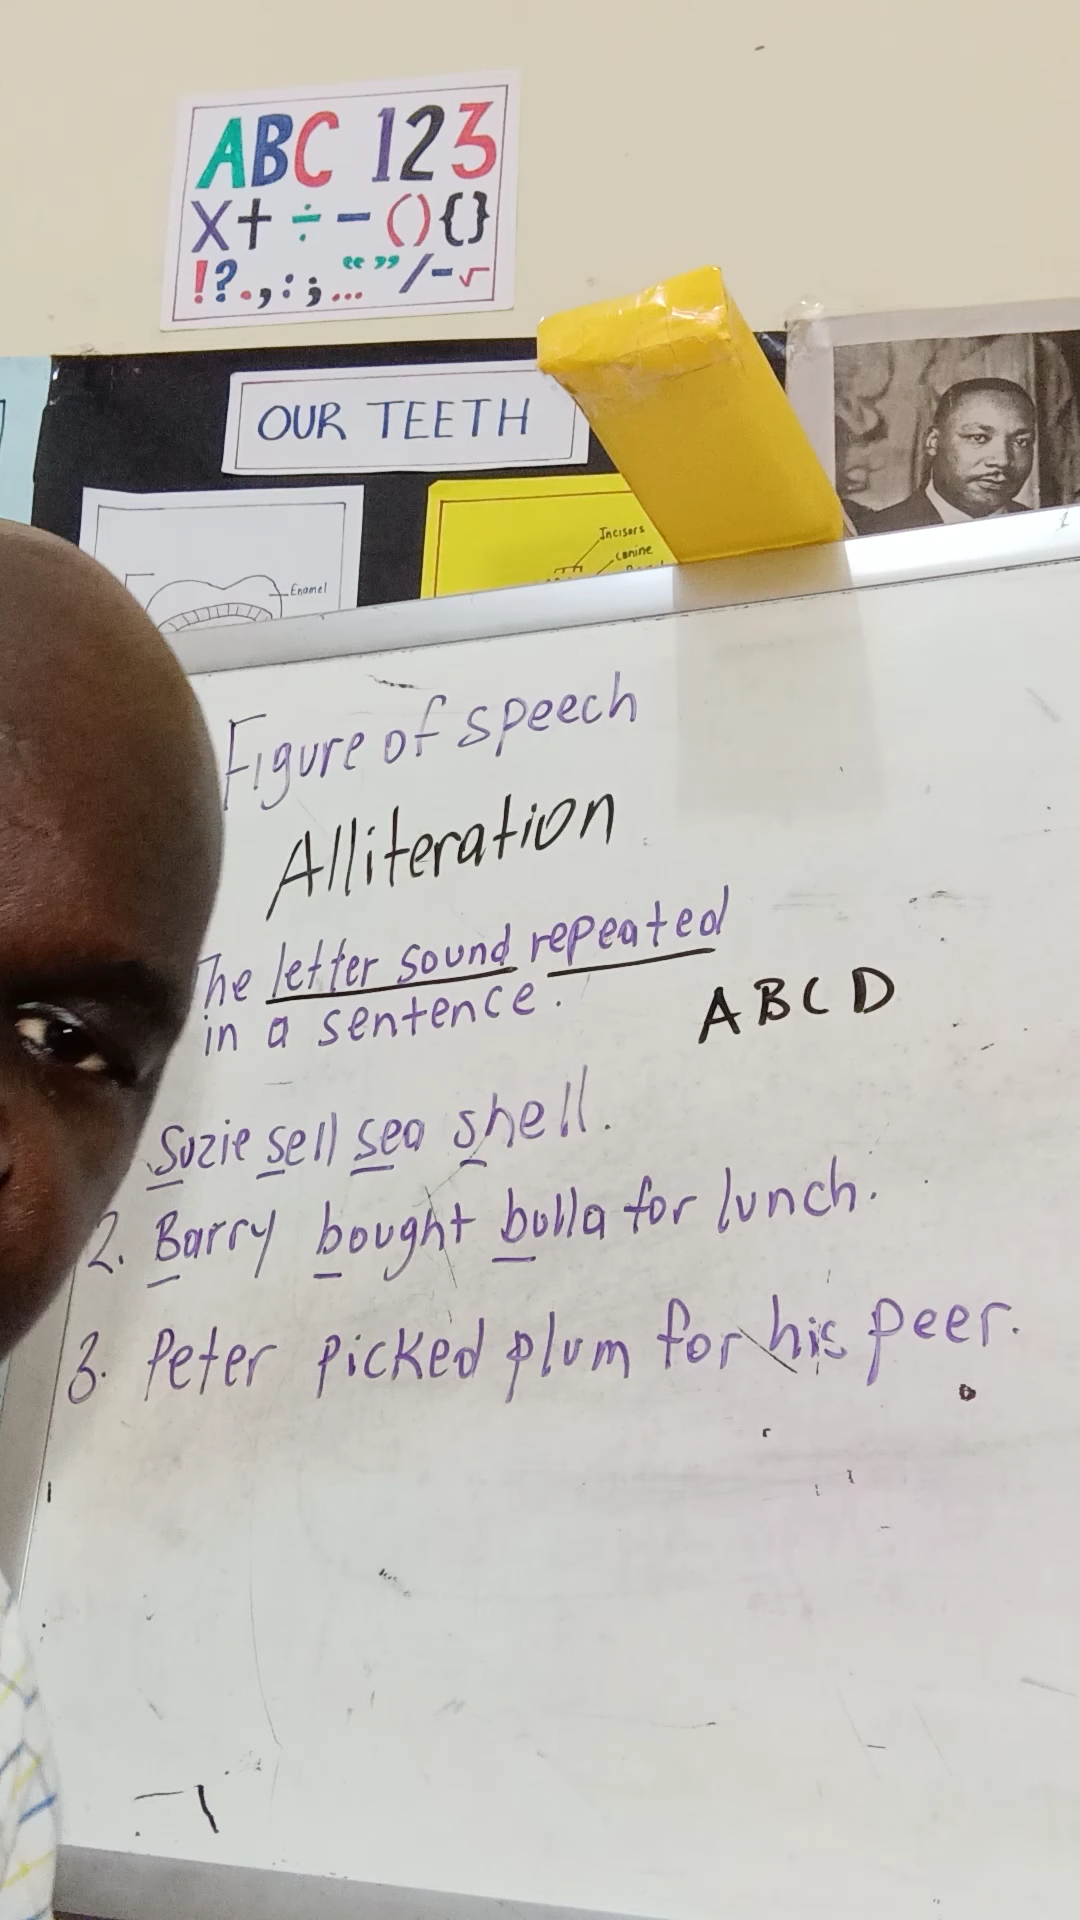 ABC 123
X + ÷ - () {}
!?.,:;... “” / - √
OUR TEETH
Incisors
canine
Enamel
Figure of speech
Alliteration
The letter sound repeated
in a sentence.
A B C D
Suzie sell sea shell.
2. Barry bought bulla for lunch.
3. Peter picked plum for his peer.